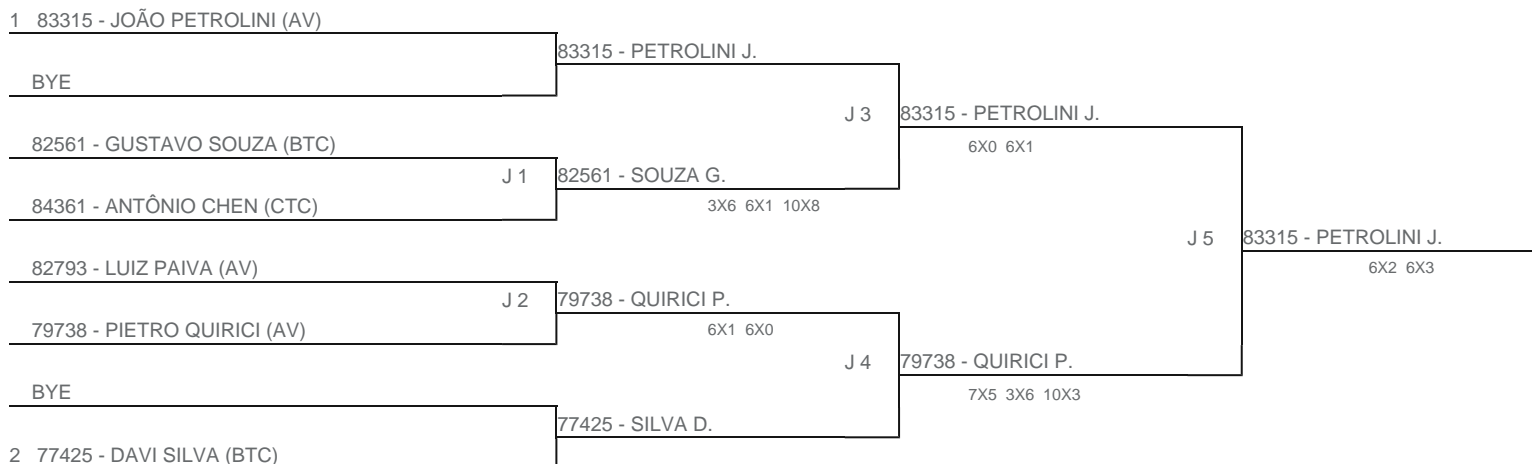 1 83315 - JOÃO PETROLINI (AV)
83315 - PETROLINI J.
BYE
J 3 83315 - PETROLINI J.
6X0 6X1
82561 - GUSTAVO SOUZA (BTC)
J 1 82561 - SOUZA G.
3X6 6X1 10X8
84361 - ANTÔNIO CHEN (CTC)
J 5 83315 - PETROLINI J.
6X2 6X3
82793 - LUIZ PAIVA (AV)
J 2 79738 - QUIRICI P.
6X1 6X0
79738 - PIETRO QUIRICI (AV)
J 4 79738 - QUIRICI P.
7X5 3X6 10X3
BYE
77425 - SILVA D.
2 77425 - DAVI SILVA (BTC)